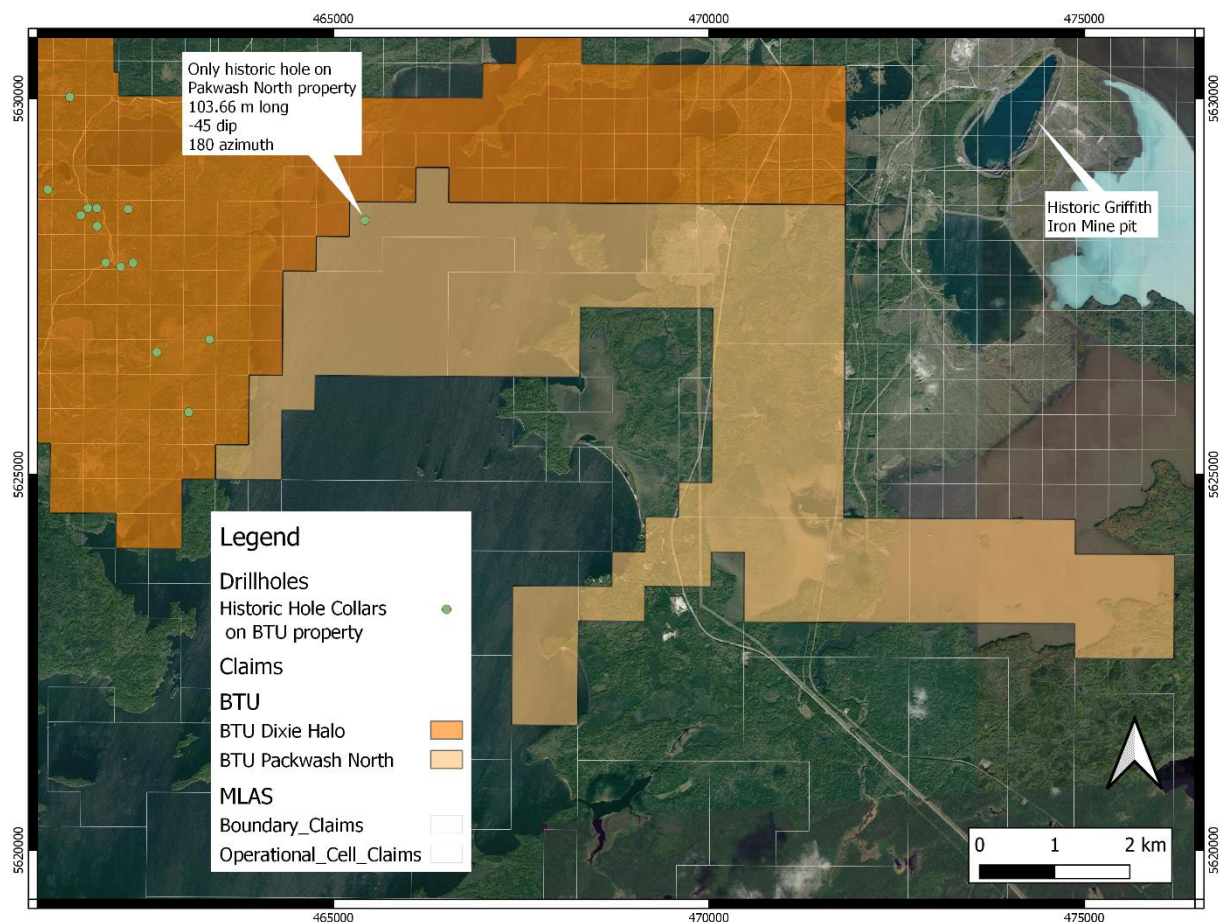 465000
470000
475000
5630000
5630000
Only historic hole on
Pakwash North property
103.66 m long
-45 dip
180 azimuth
Historic Griffith
Iron Mine pit
5625000
5625000
Legend
Drillholes
Historic Hole Collars
on BTU property
Claims
BTU
BTU Dixie Halo
BTU Packwash North
MLAS
Boundary_Claims
Operational_Cell_Claims
0 1 2 km
5620000
5620000
465000
470000
475000